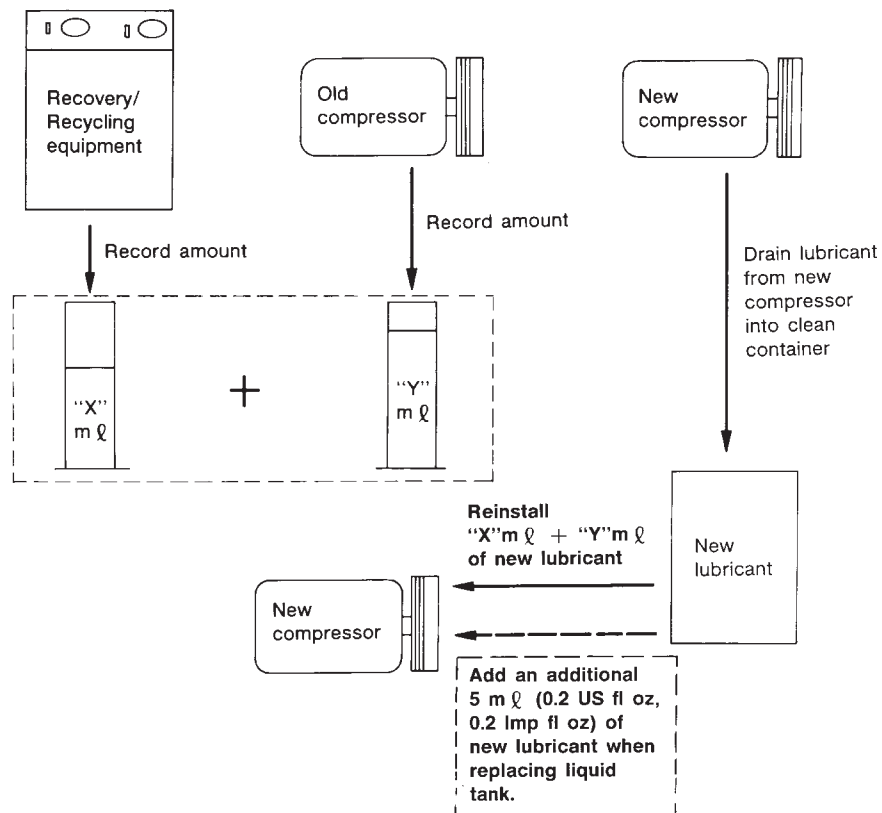 Recovery/
Recycling
equipment
Old
compressor
New
compressor
Record amount
Record amount
Drain lubricant
from new
compressor
into clean
container
"X"
mℓ
+
"Y"
mℓ
Reinstall
"X"mℓ + "Y"mℓ
of new lubricant
New
lubricant
New
compressor
Add an additional
5 mℓ (0.2 US fl oz,
0.2 Imp fl oz) of
new lubricant when
replacing liquid
tank.